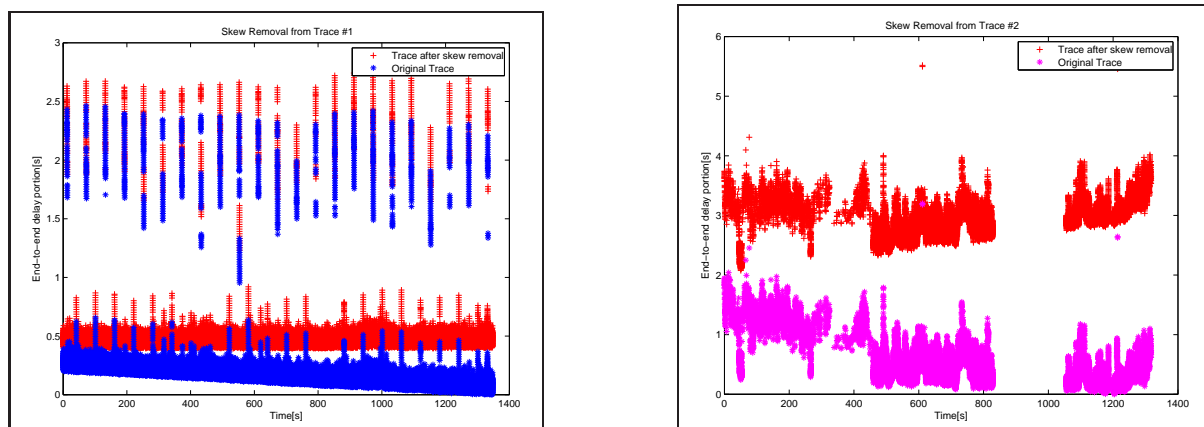 Skew Removal from Trace #1
3
2.5
2
1.5
1
0.5
0
End-to-end delay portion[s]
Trace after skew removal
Original Trace
0 200 400 600 800 1000 1200 1400
Time[s]
Skew Removal from Trace #2
6
5
4
3
2
1
0
End-to-end delay portion[s]
Trace after skew removal
Original Trace
0 200 400 600 800 1000 1200 1400
Time[s]